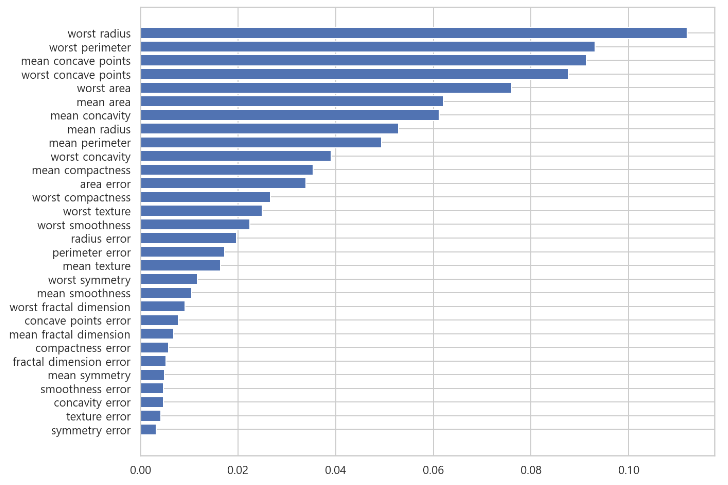 worst radius
worst perimeter
mean concave points
worst concave points
worst area
mean area
mean concavity
mean radius
mean perimeter
worst concavity
mean compactness
area error
worst compactness
worst texture
worst smoothness
radius error
perimeter error
mean texture
worst symmetry
mean smoothness
worst fractal dimension
concave points error
mean fractal dimension
compactness error
fractal dimension error
mean symmetry
smoothness error
concavity error
texture error
symmetry error
0.00 0.02 0.04 0.06 0.08 0.10